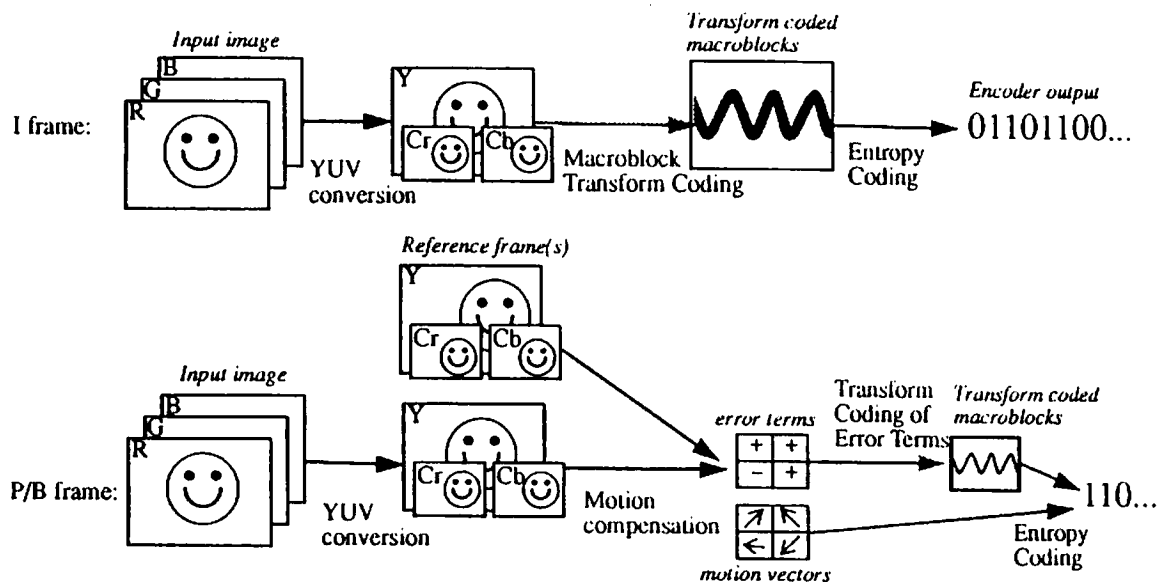 Input image
B
G
R
I frame:
YUV
conversion
Y
Cr
Cb
Macroblock
Transform Coding
Transform coded
macroblocks
Entropy
Coding
Encoder output
01101100...
Reference frame(s)
Y
Cr
Cb
Input image
B
G
R
P/B frame:
YUV
conversion
Y
Cr
Cb
Motion
compensation
error terms
+ +
− +
motion vectors
Transform
Coding of
Error Terms
Transform coded
macroblocks
110...
Entropy
Coding